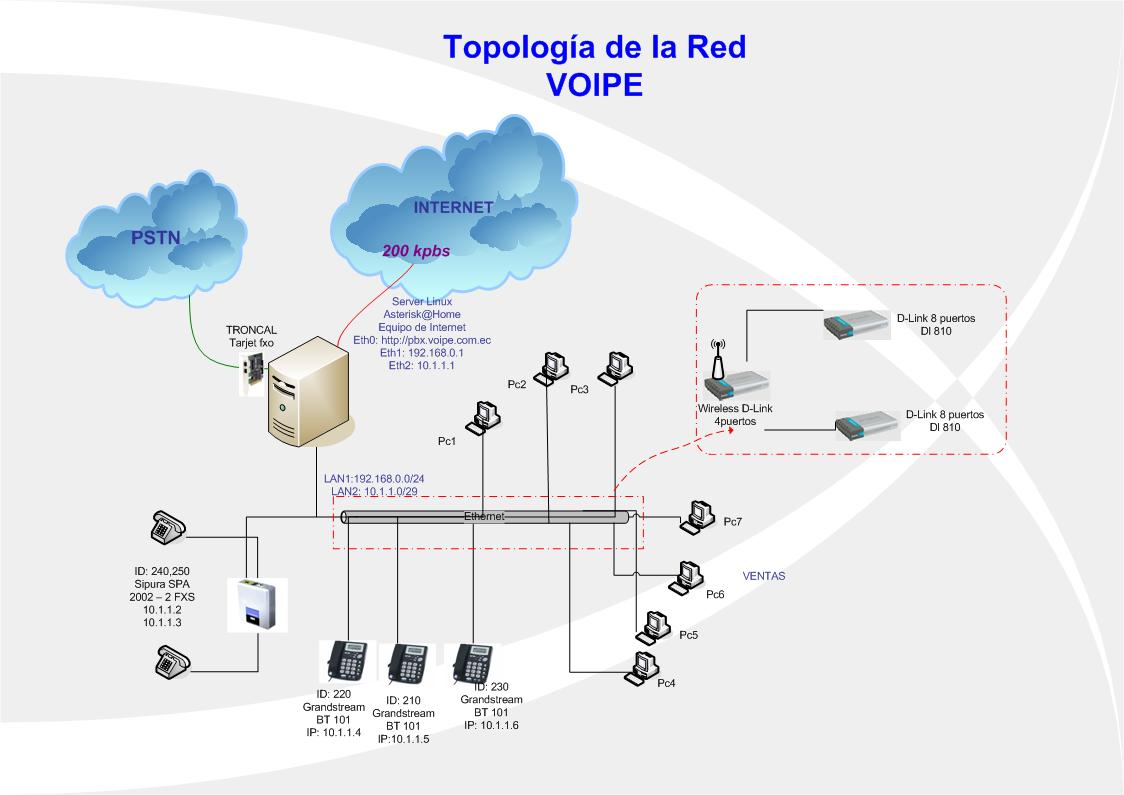 Topología de la Red
VOIPE
INTERNET
PSTN
200 kpbs
Server Linux
Asterisk@Home
Equipo de Internet
Eth0: http://pbx.voipe.com.ec
Eth1: 192.168.0.1
Eth2: 10.1.1.1
TRONCAL
Tarjet fxo
D-Link 8 puertos
DI 810
Wireless D-Link
4puertos
D-Link 8 puertos
DI 810
Pc2
Pc3
Pc1
LAN1:192.168.0.0/24
LAN2: 10.1.1.0/29
Ethernet
Pc7
VENTAS
Pc6
Pc5
Pc4
ID: 240,250
Sipura SPA
2002 – 2 FXS
10.1.1.2
10.1.1.3
ID: 220
Grandstream
BT 101
IP: 10.1.1.4
ID: 210
Grandstream
BT 101
IP:10.1.1.5
ID: 230
Grandstream
BT 101
IP: 10.1.1.6